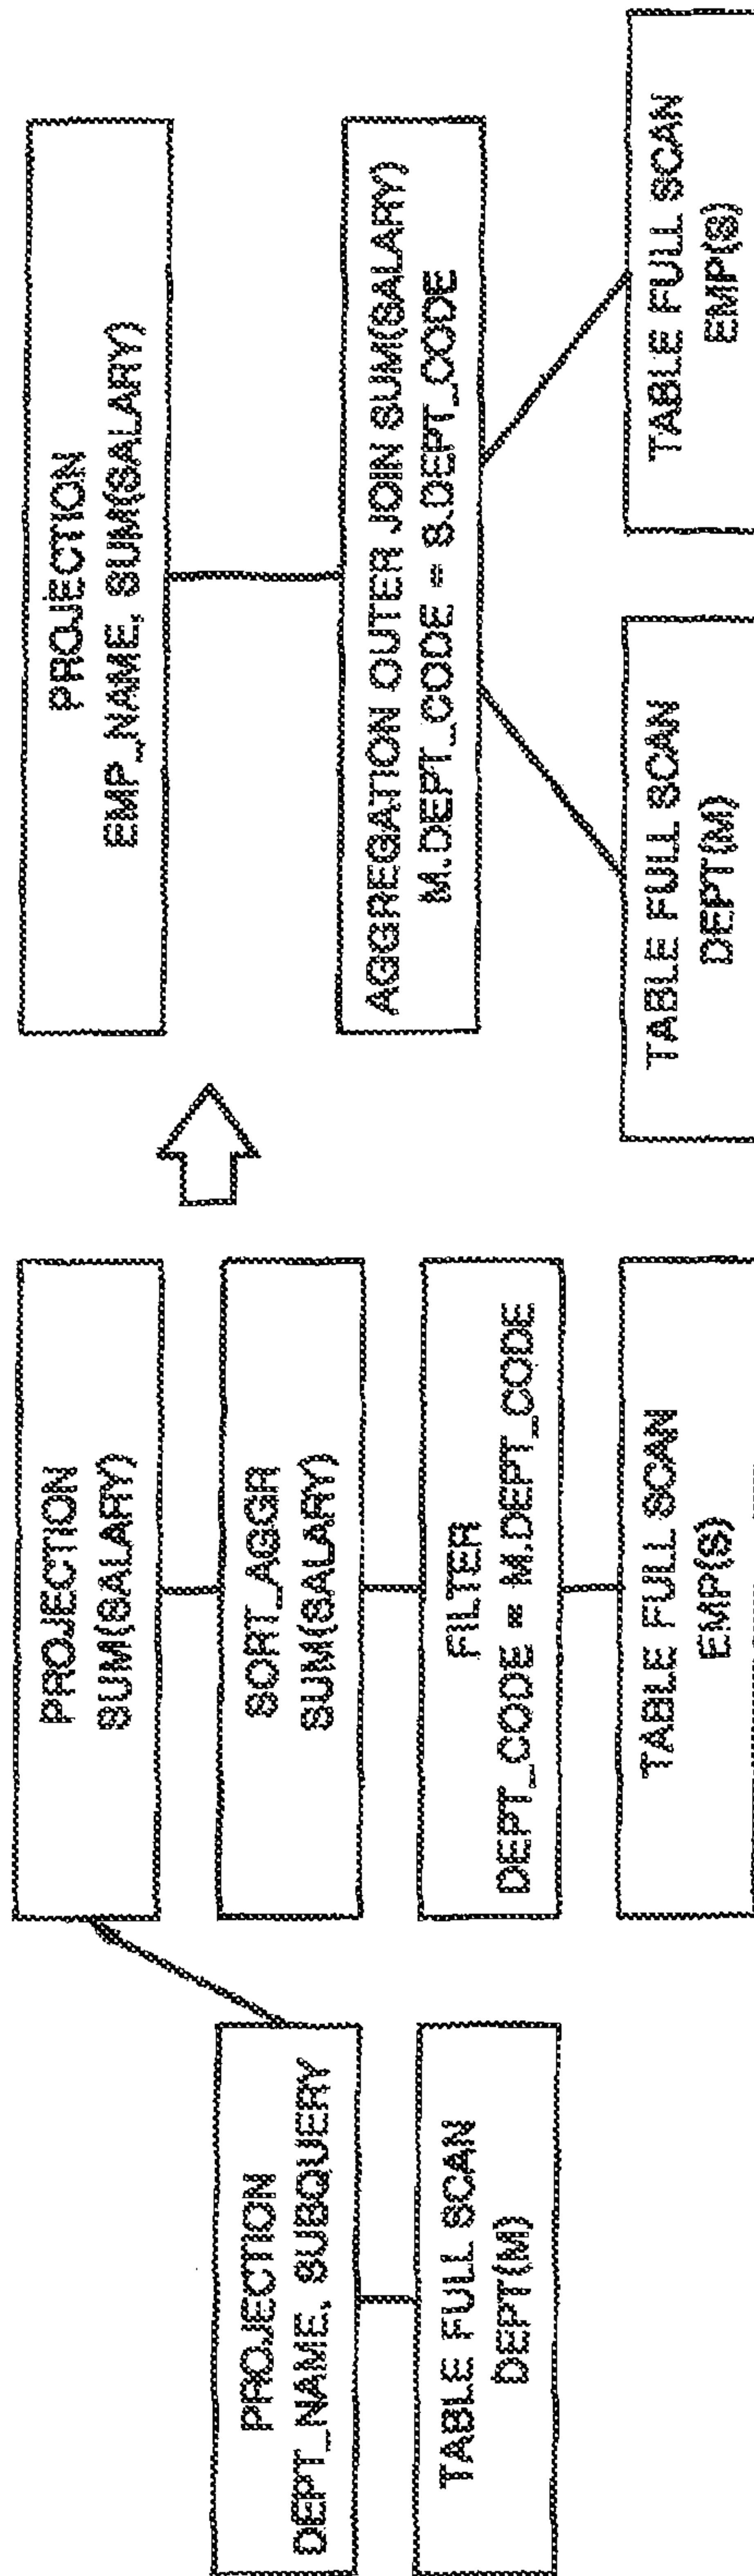 PROJECTION
DEPT_NAME, SUBQUERY
TABLE FULL SCAN
DEPT(M)
PROJECTION
SUM(SALARY)
SORT_AGGR
SUM(SALARY)
FILTER
DEPT_CODE = M.DEPT_CODE
TABLE FULL SCAN
EMP(S)
PROJECTION
EMP_NAME, SUM(SALARY)
AGGREGATION OUTER JOIN SUM(SALARY)
M.DEPT_CODE = S.DEPT_CODE
TABLE FULL SCAN
DEPT(M)
TABLE FULL SCAN
EMP(S)